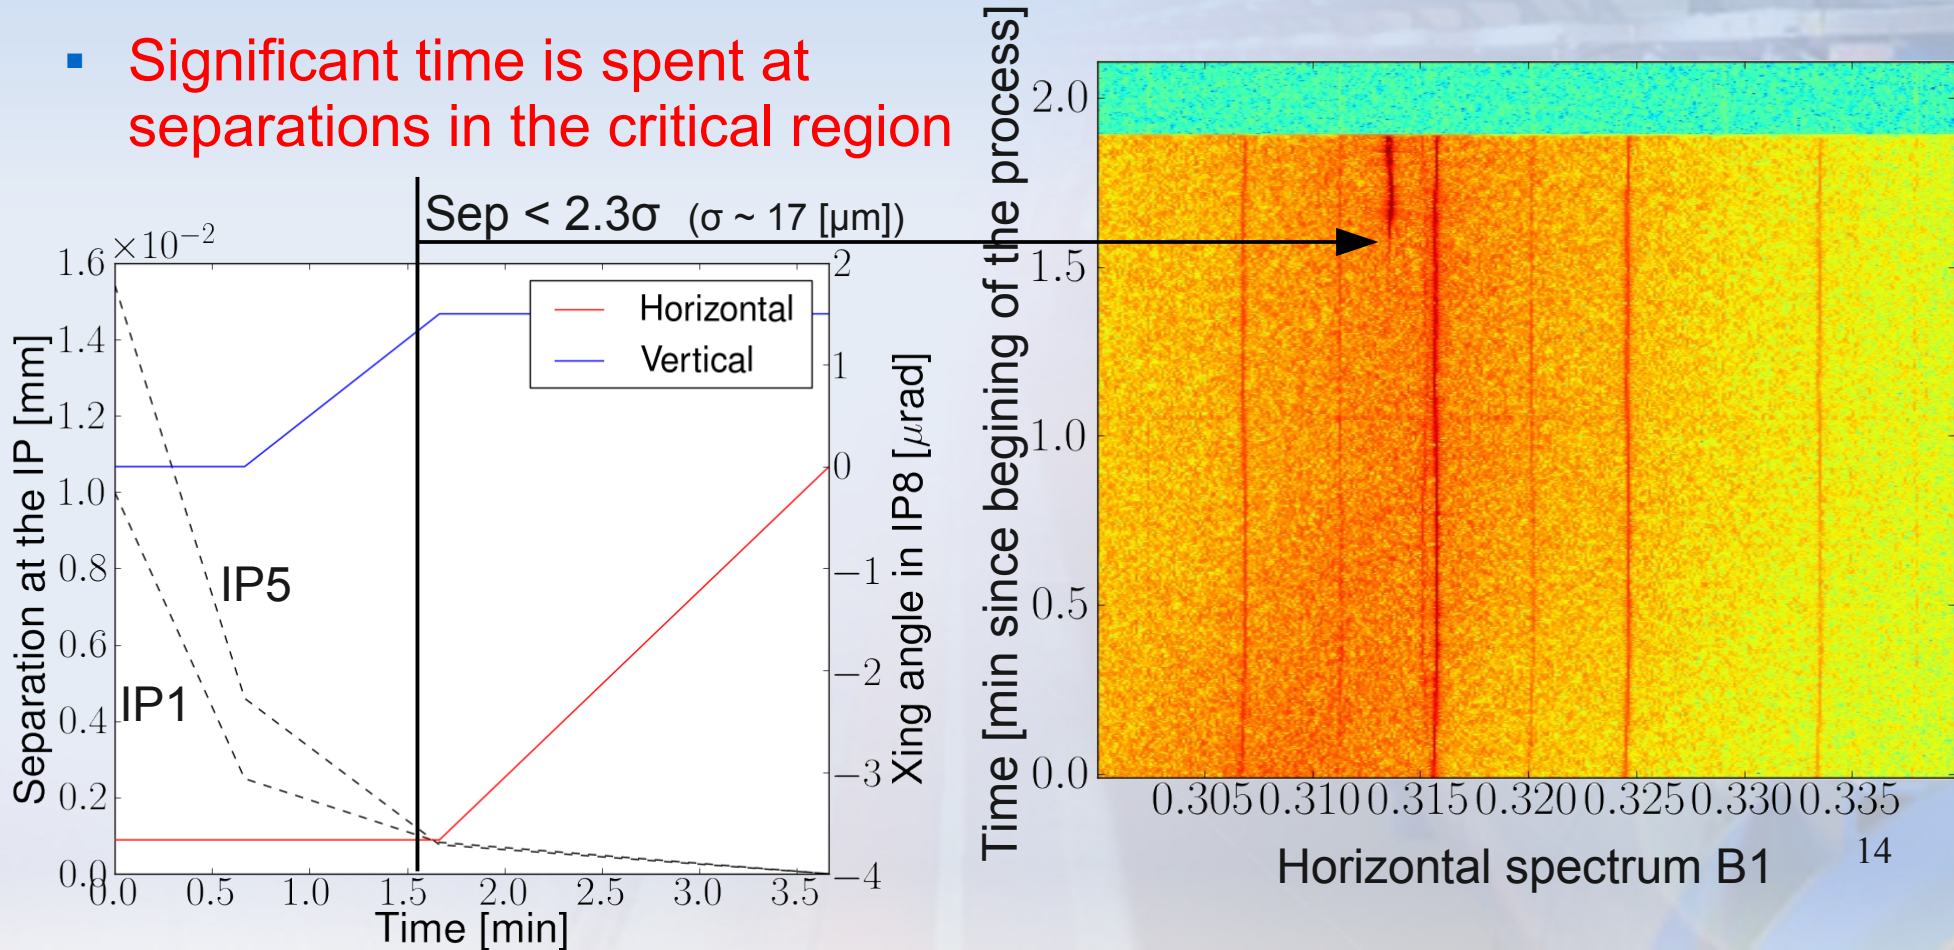 ▪ Significant time is spent at
separations in the critical region
Sep < 2.3σ (σ ~ 17 [μm])
×10⁻²
Separation at the IP [mm]
1.6
1.4
1.2
1.0
0.8
0.6
0.4
0.2
0.0
IP5
IP1
Horizontal
Vertical
2
1
0
−1
−2
−3
−4
Xing angle in IP8 [μrad]
0.0 0.5 1.0 1.5 2.0 2.5 3.0 3.5
Time [min]
Time [min since begining of the process]
2.0
1.5
1.0
0.5
0.0
0.305 0.310 0.315 0.320 0.325 0.330 0.335
Horizontal spectrum B1
14